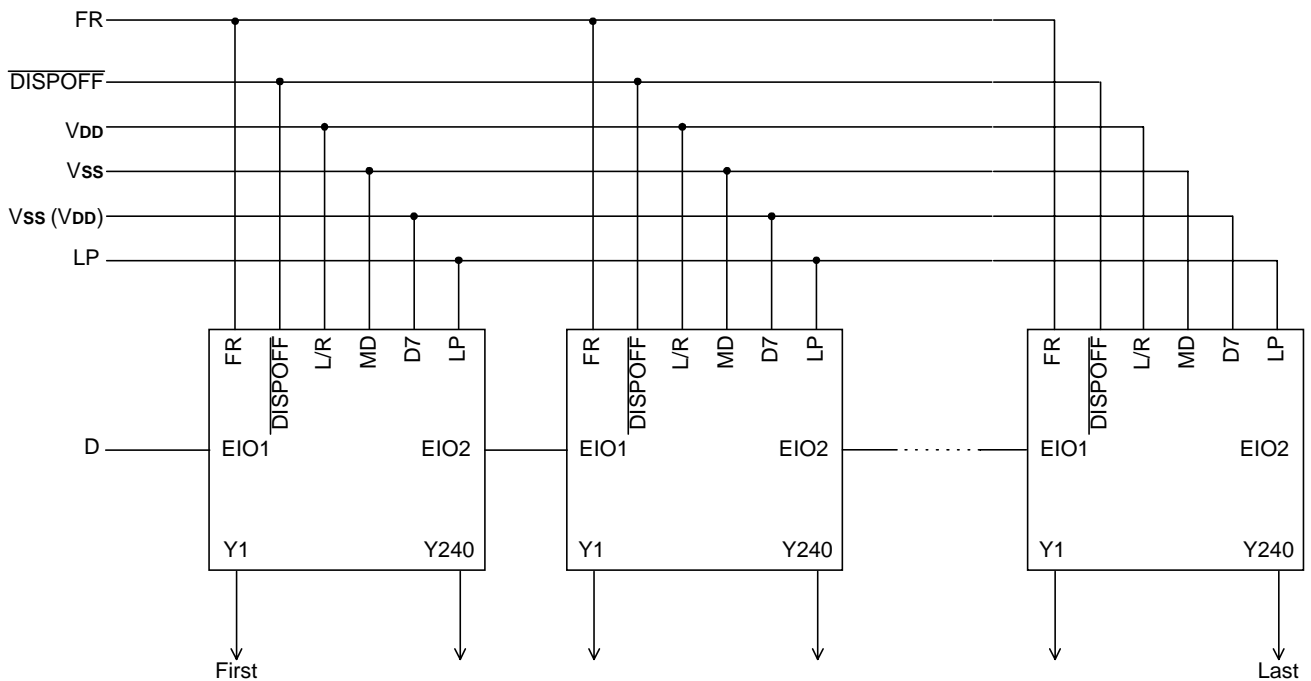 FR
DISPOFF
VDD
VSS
VSS (VDD)
LP
FR
DISPOFF
L/R
MD
D7
LP
FR
DISPOFF
L/R
MD
D7
LP
FR
DISPOFF
L/R
MD
D7
LP
D
EIO1
EIO2
EIO1
EIO2
EIO1
EIO2
Y1
Y240
Y1
Y240
Y1
Y240
First
Last